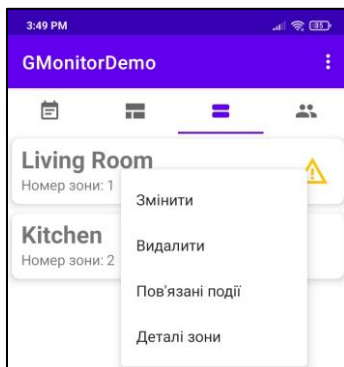 3:49 PM
35
GMonitorDemo
Living Room
Номер зони: 1
Змінити
Kitchen
Видалити
Номер зони: 2
Пов'язані події
Деталі зони